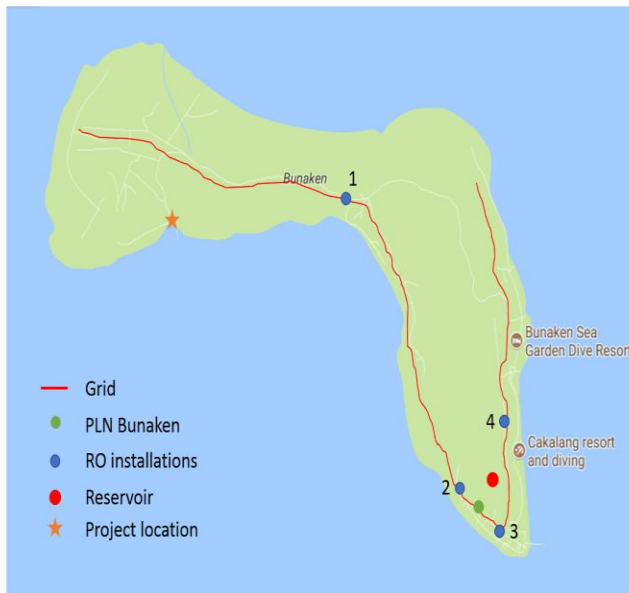 Bunaken
1
Bunaken Sea
Garden Dive Resort
4
Cakalang resort
and diving
2
3
Grid
PLN Bunaken
RO installations
Reservoir
Project location